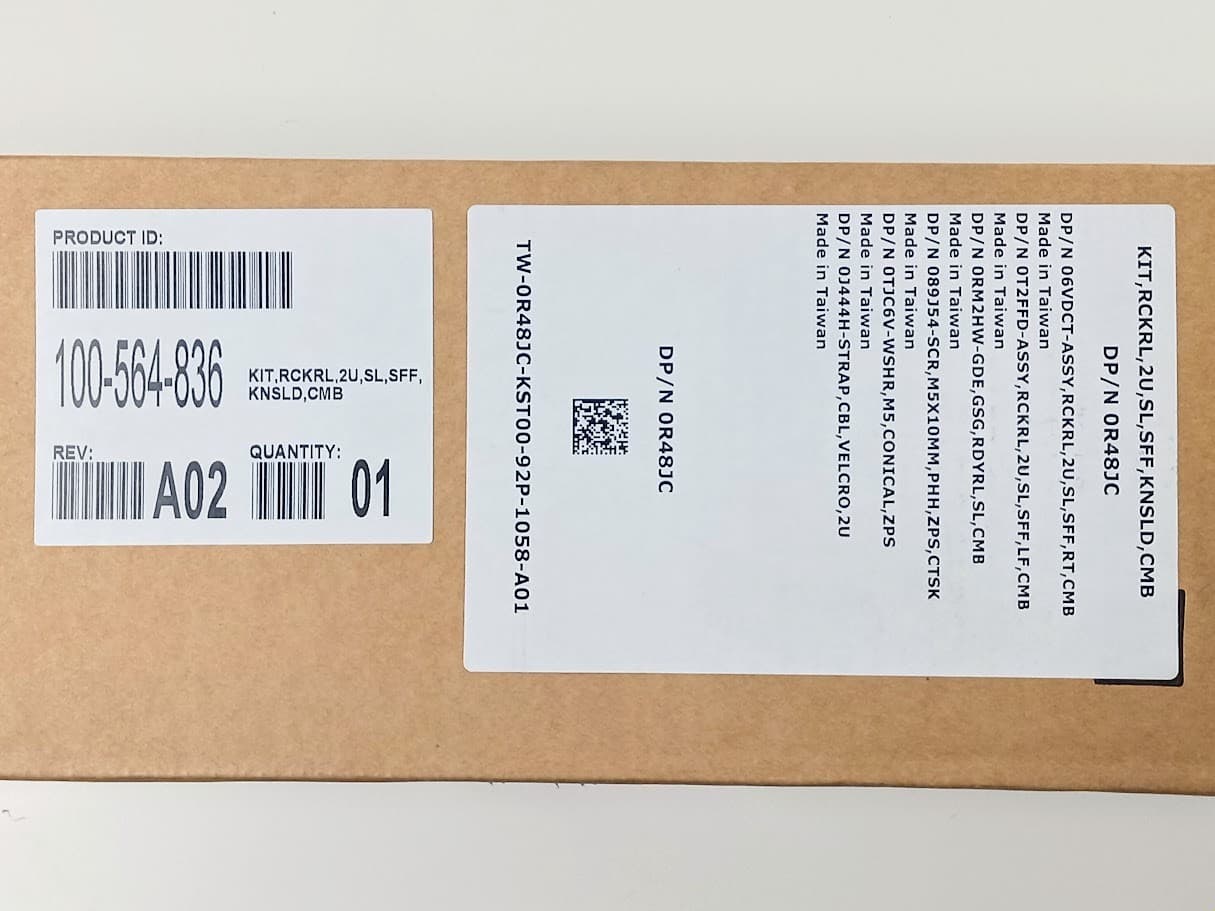 PRODUCT ID:
100-564-836
KIT,RCKRL,2U,SL,SFF,
KNSLD,CMB
REV:
A02
QUANTITY:
01
KIT,RCKRL,2U,SL,SFF,KNSLD,CMB
DP/N 0R48JC
DP/N 06VDCT-ASSY,RCKRL,2U,SL,SFF,RT,CMB
Made in Taiwan
DP/N 0T2FFD-ASSY,RCKRL,2U,SL,SFF,LF,CMB
Made in Taiwan
DP/N 0RM2HW-GDE,GSG,RDYRL,SL,CMB
Made in Taiwan
DP/N 089J54-SCR,M5X10MM,PHH,ZPS,CTSK
Made in Taiwan
DP/N 0TJC6V-WSHR,M5,CONICAL,ZPS
Made in Taiwan
DP/N 0J444H-STRAP,CBL,VELCRO,2U
Made in Taiwan
DP/N 0R48JC
TW-0R48JC-KST00-92P-1058-A01